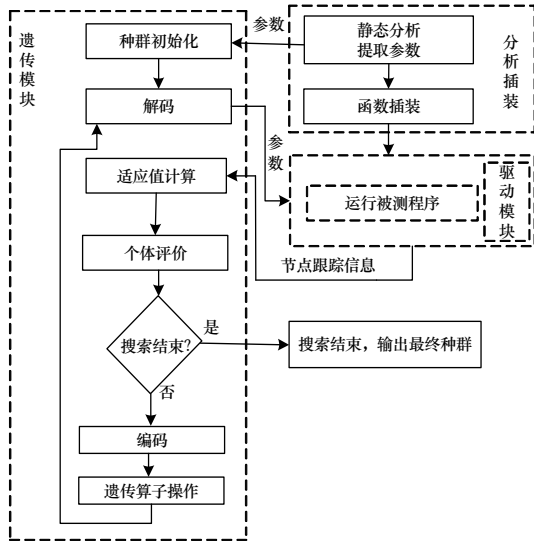 遗传模块
种群初始化
参数
静态分析
提取参数
分析插装
解码
函数插装
参数
适应值计算
运行被测程序
驱动模块
个体评价
节点跟踪信息
搜索结束?
是
搜索结束，输出最终种群
否
编码
遗传算子操作